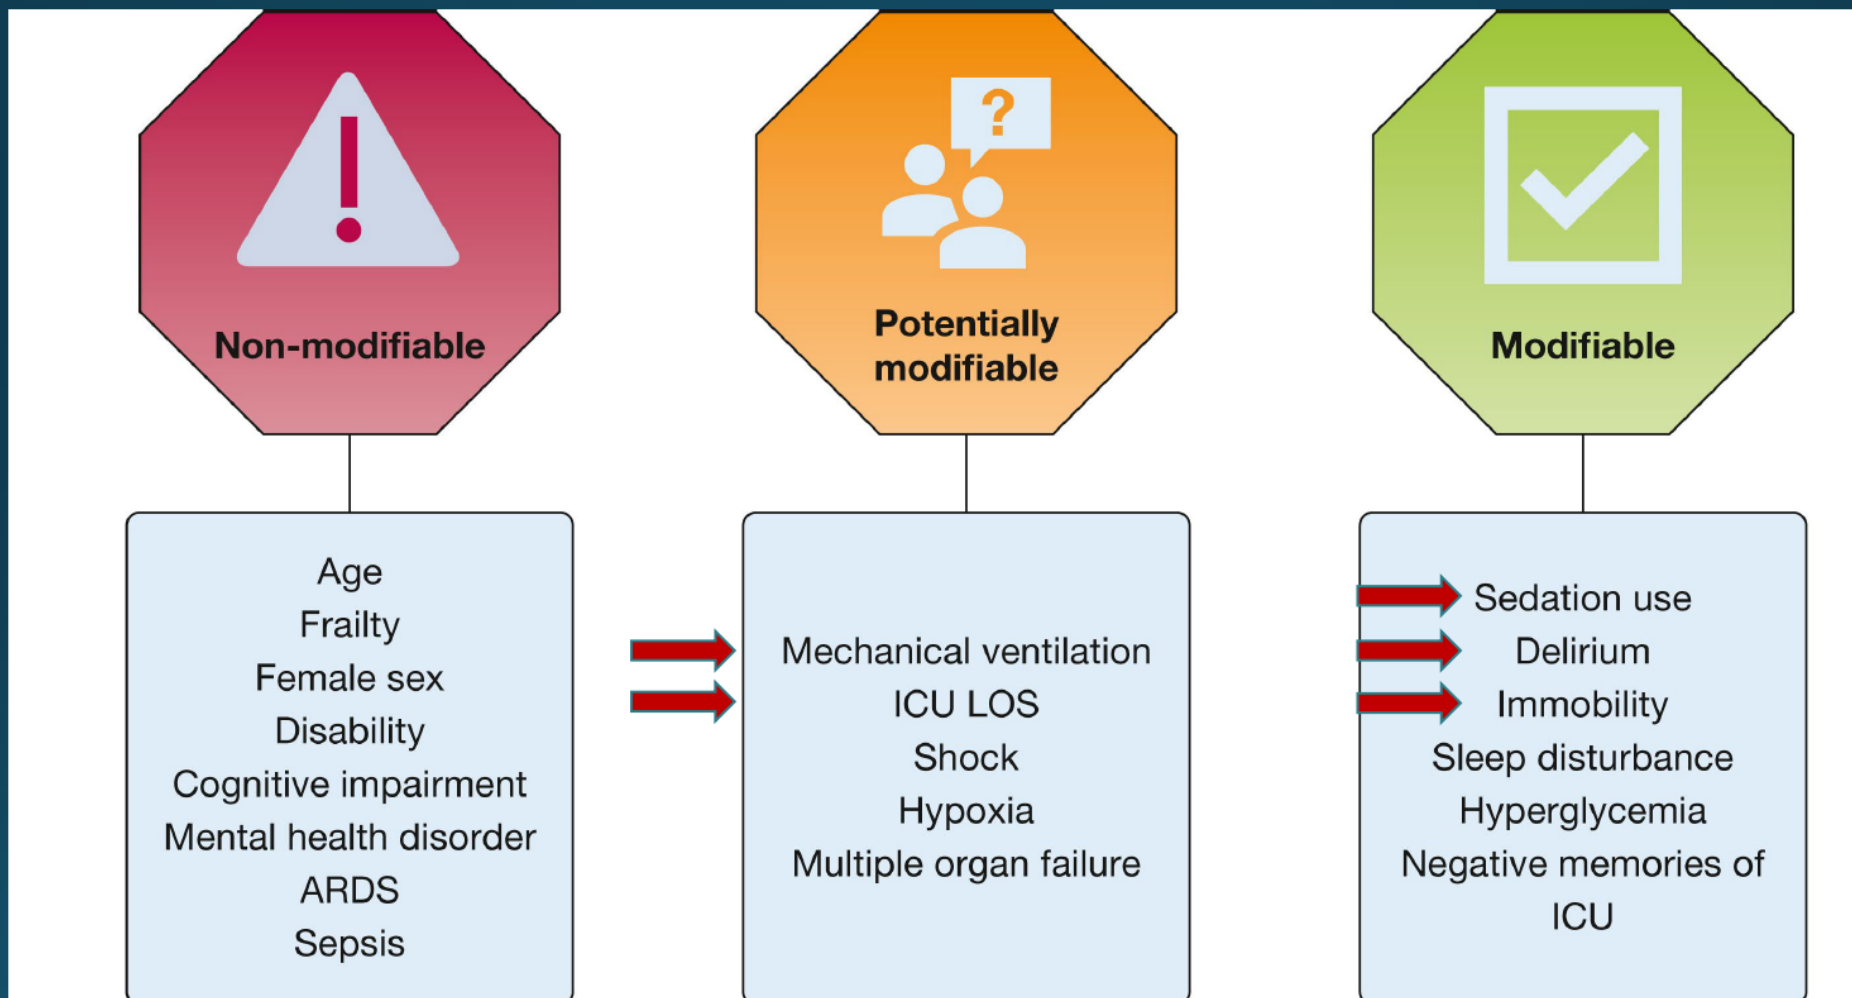 Non-modifiable
Age
Frailty
Female sex
Disability
Cognitive impairment
Mental health disorder
ARDS
Sepsis
?
Potentially
modifiable
Mechanical ventilation
ICU LOS
Shock
Hypoxia
Multiple organ failure
Modifiable
Sedation use
Delirium
Immobility
Sleep disturbance
Hyperglycemia
Negative memories of
ICU